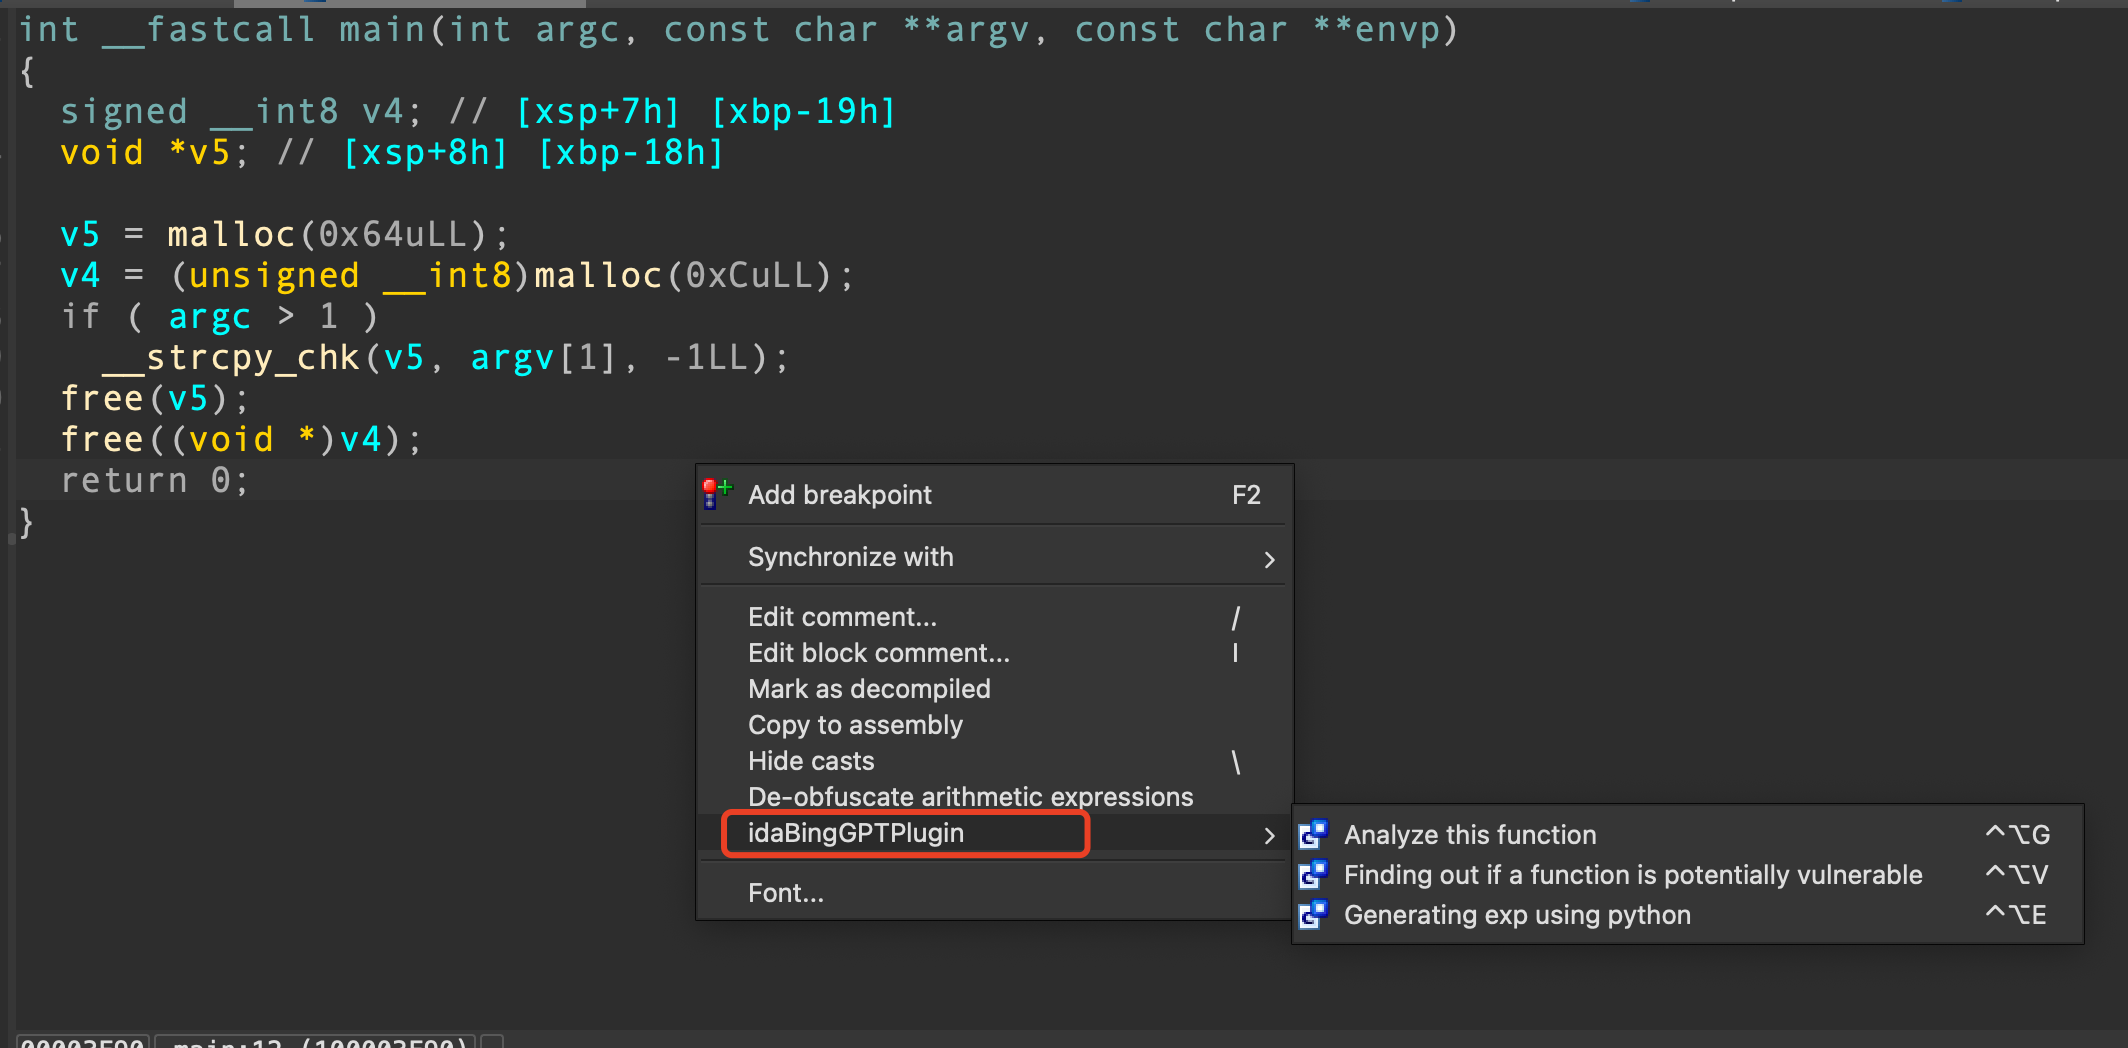 int __fastcall main(int argc, const char **argv, const char **envp)
{
signed __int8 v4; // [xsp+7h] [xbp-19h]
void *v5; // [xsp+8h] [xbp-18h]
v5 = malloc(0x64uLL);
v4 = (unsigned __int8)malloc(0xCuLL);
if ( argc > 1 )
__strcpy_chk(v5, argv[1], -1LL);
free(v5);
free((void *)v4);
return 0;
}
Add breakpoint F2
Synchronize with
Edit comment... /
Edit block comment... I
Mark as decompiled
Copy to assembly
Hide casts \
De-obfuscate arithmetic expressions
idaBingGPTPlugin
Font...
Analyze this function ^⌥G
Finding out if a function is potentially vulnerable ^⌥V
Generating exp using python ^⌥E
00003F90 main:12 (100003F90)